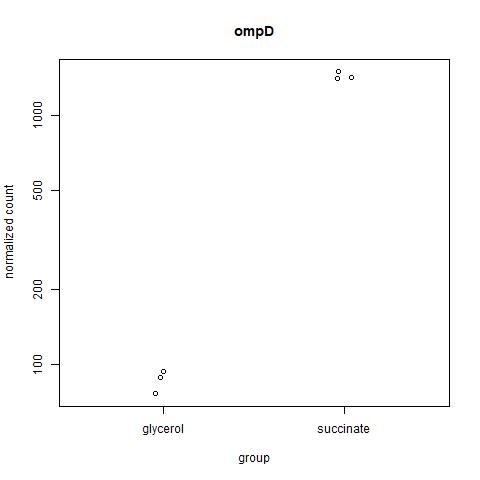 ompD
normalized count
1000
500
200
100
glycerol
succinate
group